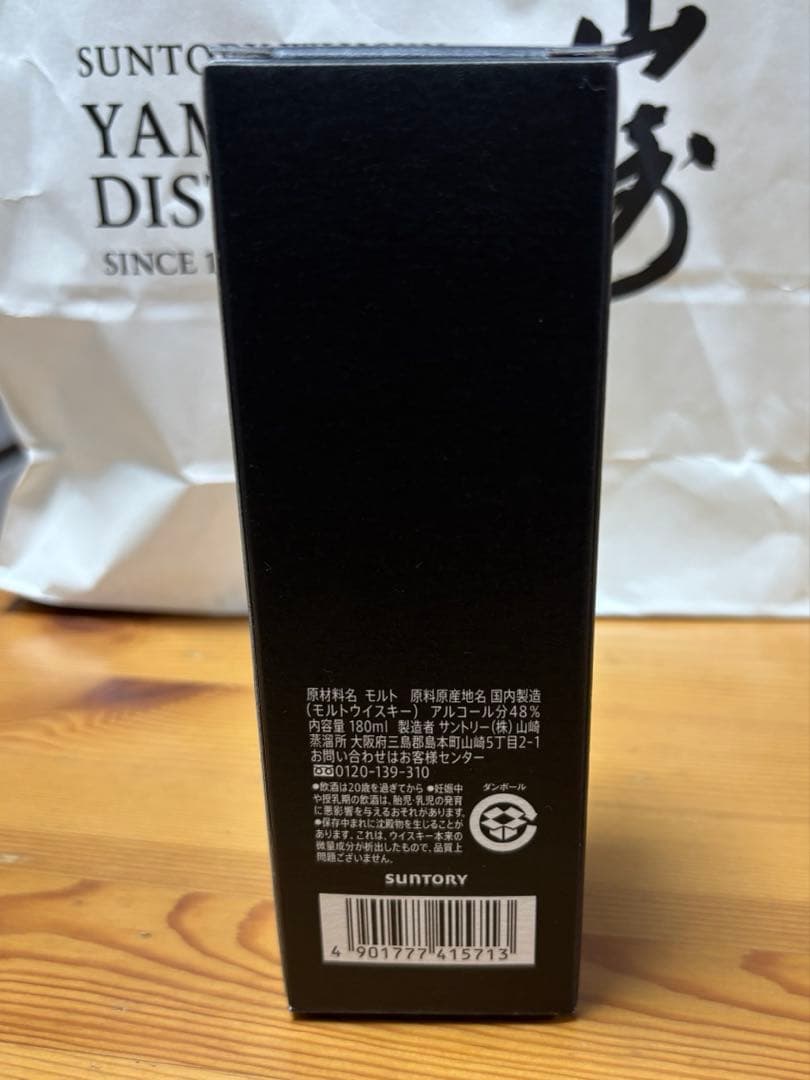 SUNTO
YAM
DIST
SINCE 1
山
原材料名 モルト 原料原産地名 国内製造
(モルトウイスキー) アルコール分48%
内容量 180ml 製造者 サントリー(株)山崎
蒸溜所 大阪府三島郡島本町山崎5丁目2-1
お問い合わせはお客様センター
0120-139-310
●飲酒は20歳を過ぎてから ●妊娠中
や授乳期の飲酒は、胎児・乳児の発育
に悪影響を与えるおそれがあります。
●保存中まれに沈殿物を生じることが
あります。これは、ウイスキー本来の
微量成分が析出したもので、品質上
問題ございません。
ダンボール
SUNTORY
4 901777 415713